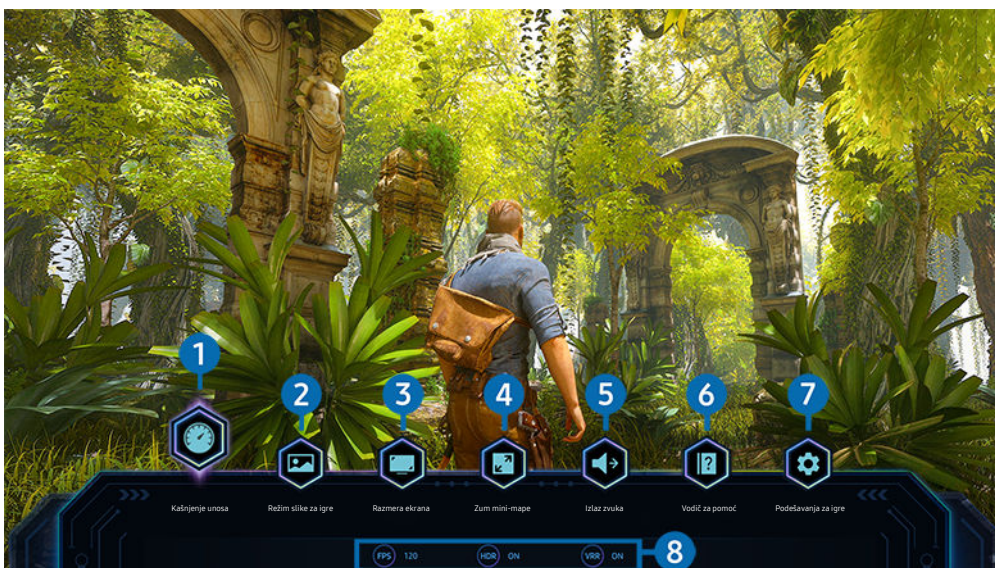 1
2
3
4
5
6
7
Kašnjenje unosa
Režim slike za igre
Razmera ekrana
Zum mini-mape
Izlaz zvuka
Vodič za pomoć
Podešavanja za igre
FPS 120
HDR ON
VRR ON
8